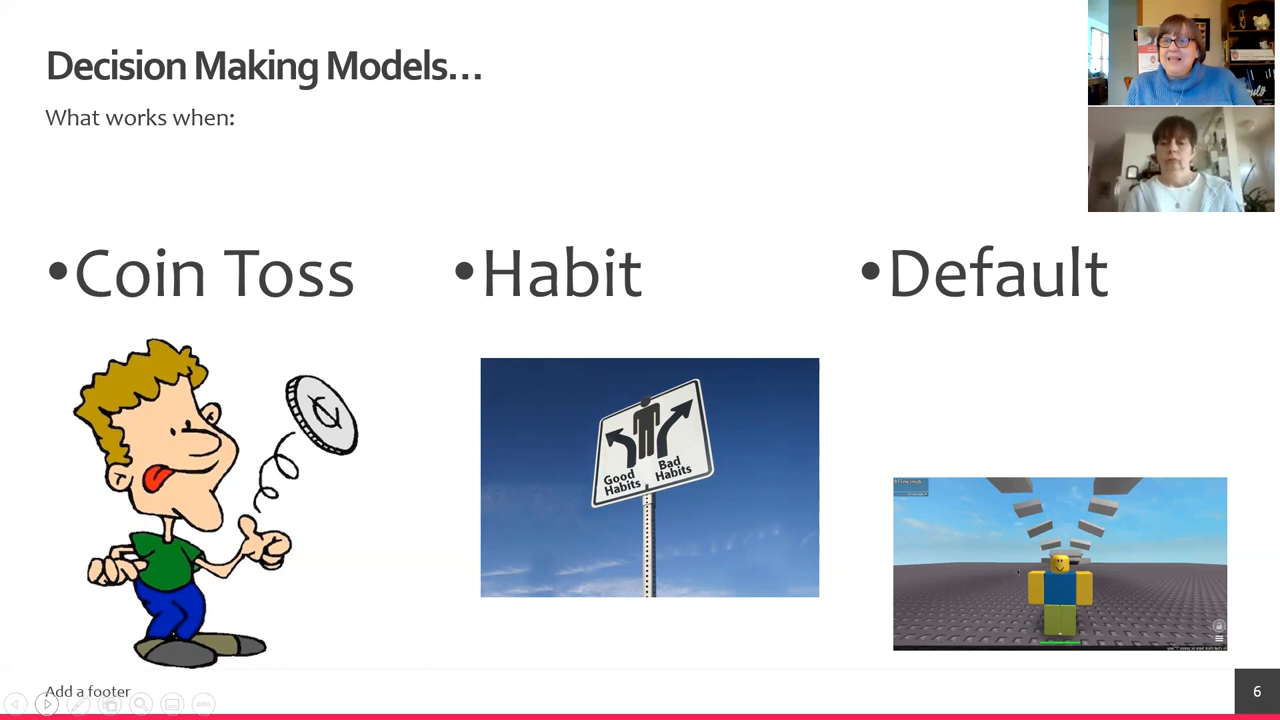 Decision Making Models...
What works when:
•Coin Toss
•Habit
•Default
Good
Habits
Bad
Habits
Add a footer
6